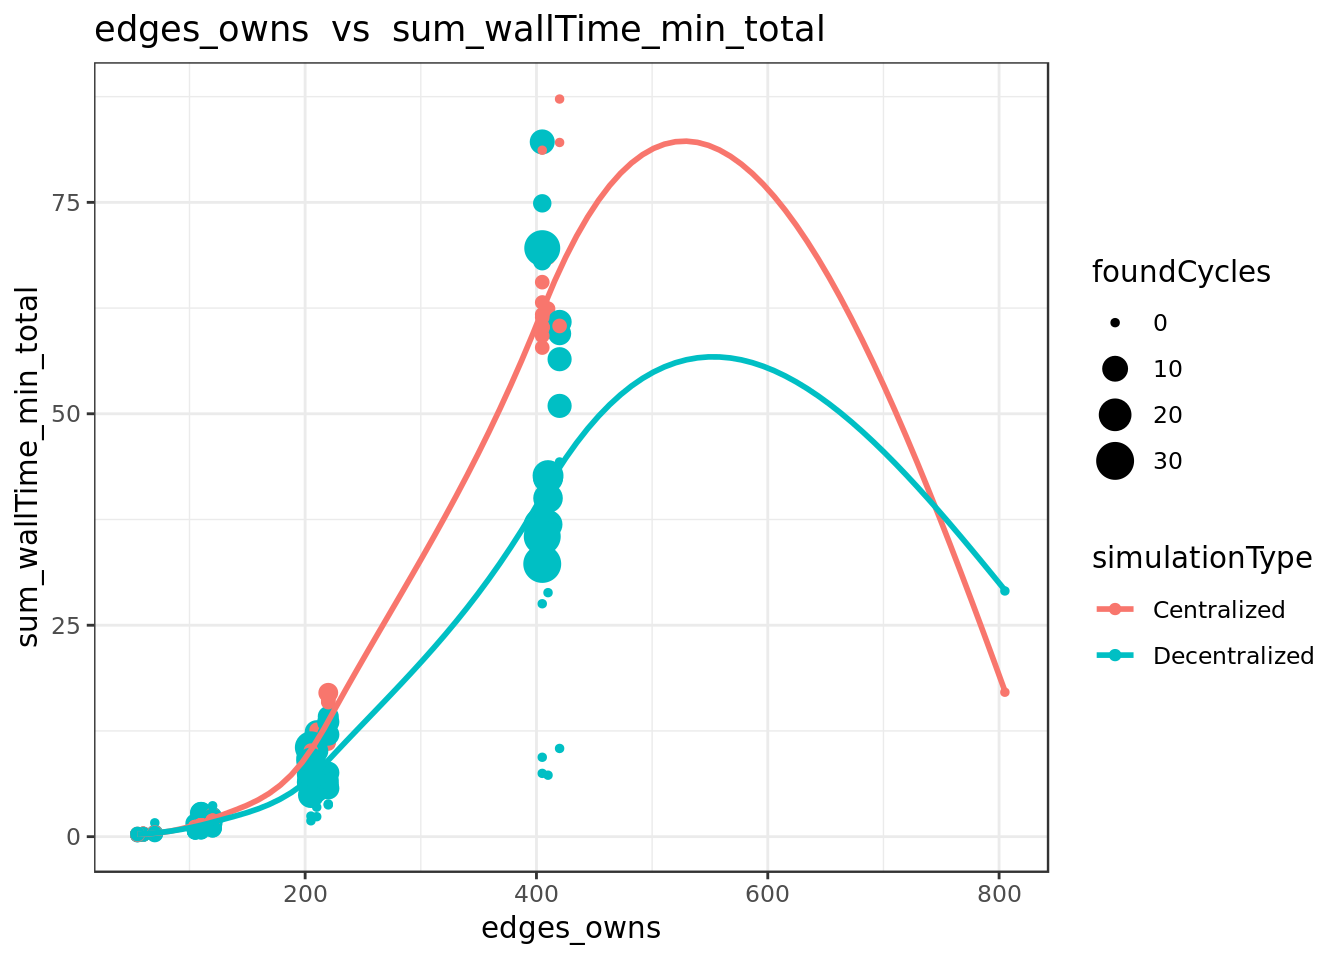 edges_owns vs sum_wallTime_min_total
sum_wallTime_min_total
75
50
25
0
200
400
600
800
edges_owns
foundCycles
0
10
20
30
simulationType
Centralized
Decentralized